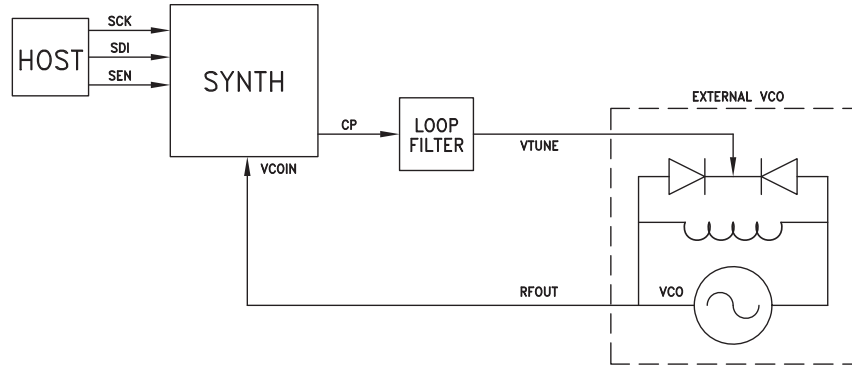 SCK
SDI
SEN
HOST
SYNTH
CP
LOOP
FILTER
VTUNE
EXTERNAL VCO
VCOIN
RFOUT
VCO